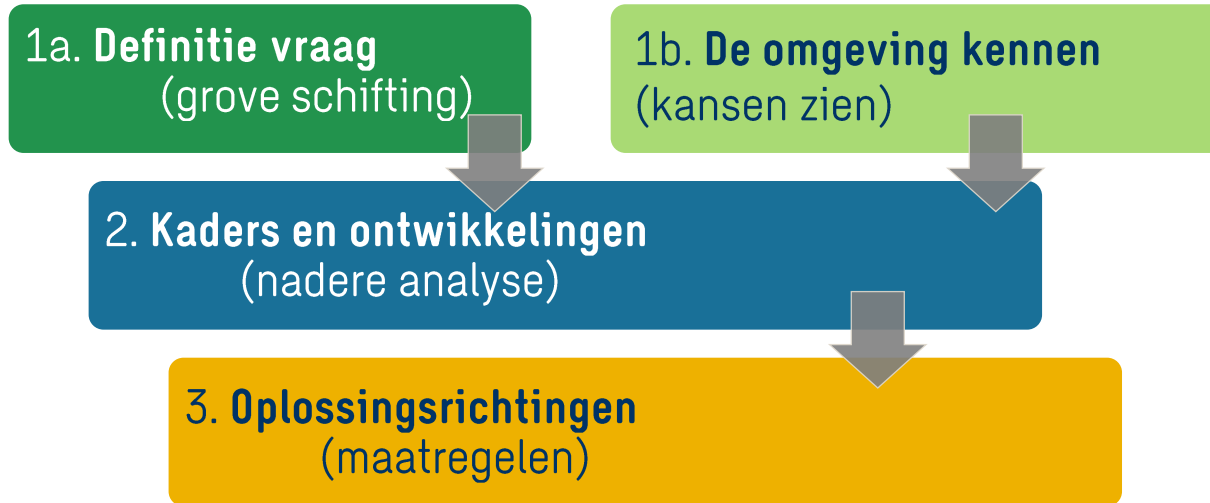 1a. Definitie vraag
(grove schifting)
1b. De omgeving kennen
(kansen zien)
2. Kaders en ontwikkelingen
(nadere analyse)
3. Oplossingsrichtingen
(maatregelen)